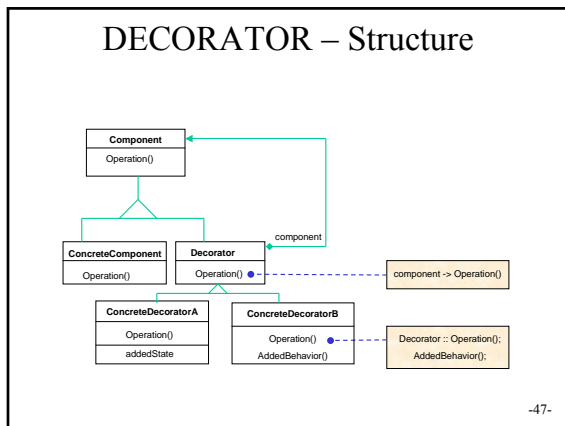 DECORATOR – Structure
Component
Operation()
component
ConcreteComponent
Operation()
Decorator
Operation()
component -> Operation()
ConcreteDecoratorA
Operation()
addedState
ConcreteDecoratorB
Operation()
AddedBehavior()
Decorator :: Operation();
AddedBehavior();
-47-